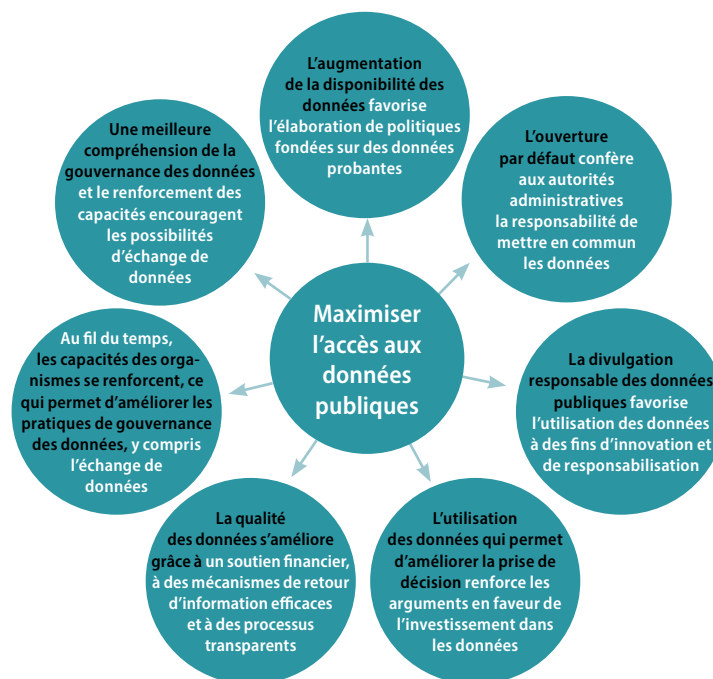 L'augmentation
de la disponibilité des
données favorise
l'élaboration de politiques
fondées sur des données
probantes
L'ouverture
par défaut confère
aux autorités
administratives
la responsabilité de
mettre en commun
les données
La divulgation
responsable des données
publiques favorise
l'utilisation des données
à des fins d'innovation et
de responsabilisation
L'utilisation
des données qui permet
d'améliorer la prise de
décision renforce les
arguments en faveur de
l'investissement dans
les données
La qualité
des données s'améliore
grâce à un soutien financier,
à des mécanismes de retour
d'information efficaces
et à des processus
transparents
Au fil du temps,
les capacités des orga-
nismes se renforcent, ce
qui permet d'améliorer les
pratiques de gouvernance
des données, y compris
l'échange de
données
Une meilleure
compréhension de la
gouvernance des données
et le renforcement des
capacités encouragent
les possibilités
d'échange de
données
Maximiser
l'accès aux
données
publiques